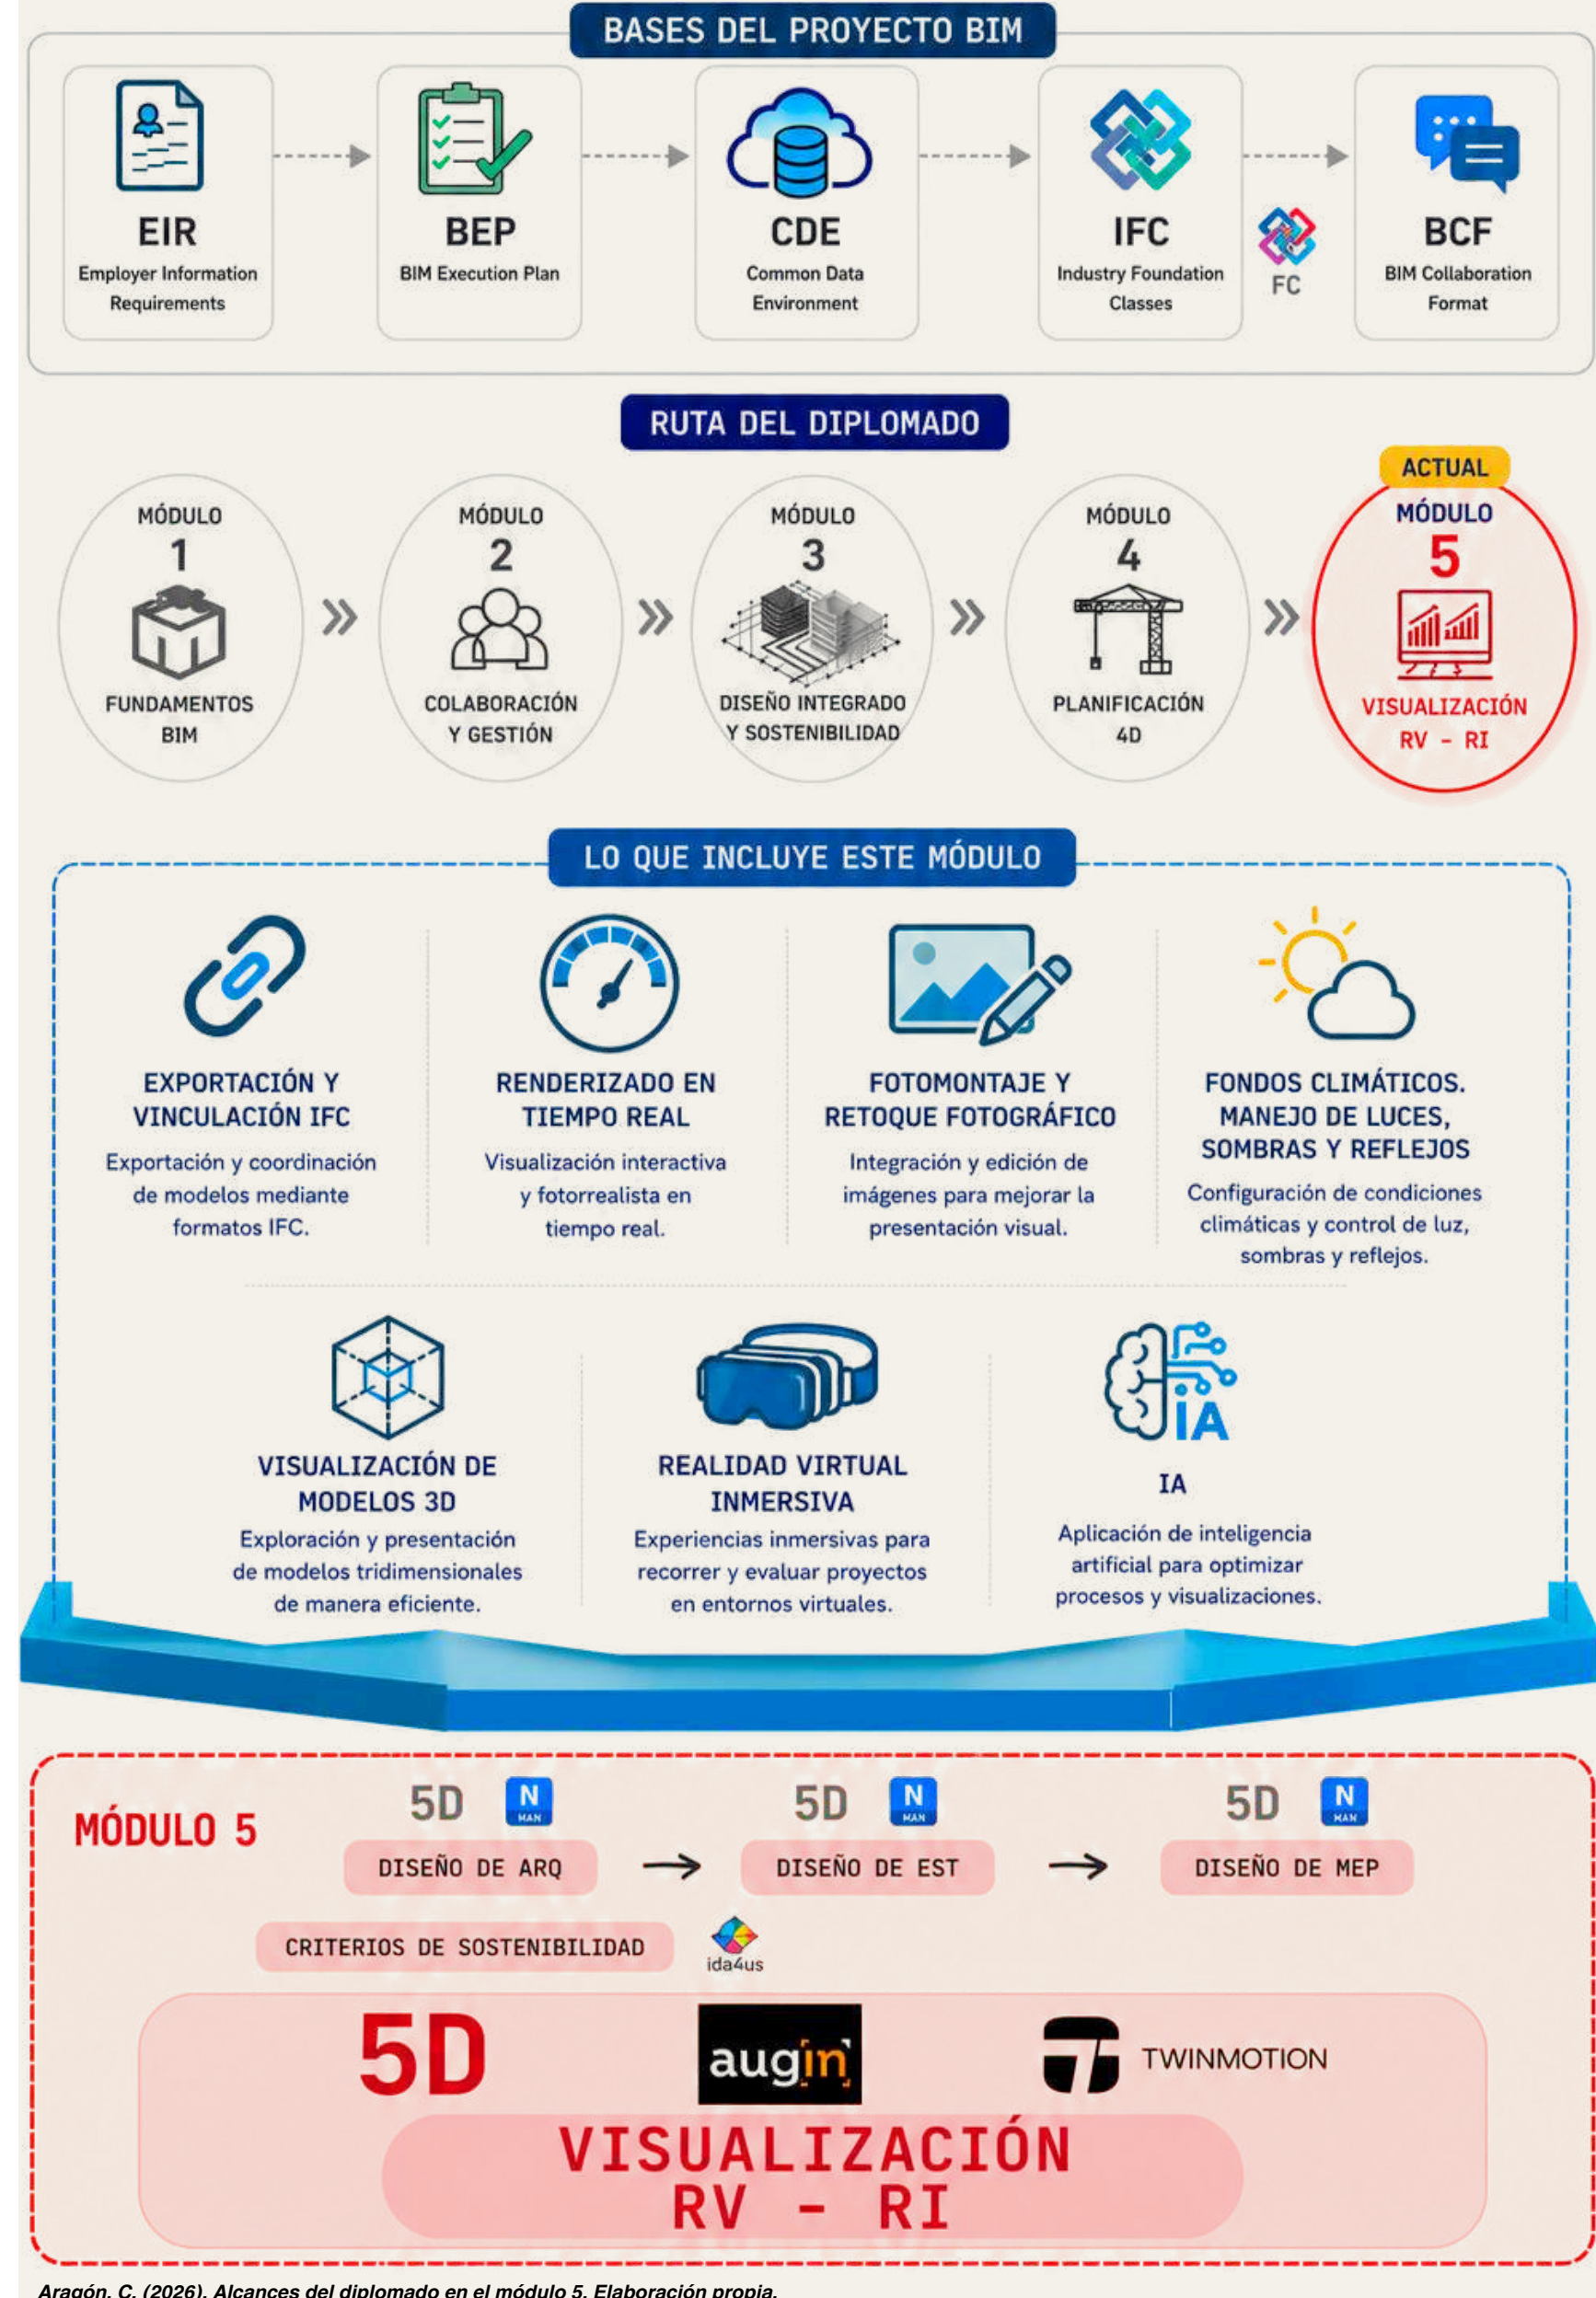 BASES DEL PROYECTO BIM
EIR
Employer Information
Requirements
BEP
BIM Execution Plan
CDE
Common Data
Environment
IFC
Industry Foundation
Classes
FC
BCF
BIM Collaboration
Format
RUTA DEL DIPLOMADO
MÓDULO
1
FUNDAMENTOS
BIM
MÓDULO
2
COLABORACIÓN
Y GESTIÓN
MÓDULO
3
DISEÑO INTEGRADO
Y SOSTENIBILIDAD
MÓDULO
4
PLANIFICACIÓN
4D
ACTUAL
MÓDULO
5
VISUALIZACIÓN
RV - RI
LO QUE INCLUYE ESTE MÓDULO
EXPORTACIÓN Y
VINCULACIÓN IFC
Exportación y coordinación
de modelos mediante
formatos IFC.
RENDERIZADO EN
TIEMPO REAL
Visualización interactiva
y fotorrealista en
tiempo real.
FOTOMONTAJE Y
RETOQUE FOTOGRÁFICO
Integración y edición de
imágenes para mejorar la
presentación visual.
FONDOS CLIMÁTICOS.
MANEJO DE LUCES,
SOMBRAS Y REFLEJOS
Configuración de condiciones
climáticas y control de luz,
sombras y reflejos.
VISUALIZACIÓN DE
MODELOS 3D
Exploración y presentación
de modelos tridimensionales
de manera eficiente.
REALIDAD VIRTUAL
INMERSIVA
Experiencias inmersivas para
recorrer y evaluar proyectos
en entornos virtuales.
IA
IA
Aplicación de inteligencia
artificial para optimizar
procesos y visualizaciones.
MÓDULO 5
5D
N
MAN
DISEÑO DE ARQ
5D
N
MAN
DISEÑO DE EST
5D
N
MAN
DISEÑO DE MEP
CRITERIOS DE SOSTENIBILIDAD
ida4us
5D
augin
TWINMOTION
VISUALIZACIÓN
RV - RI
Aragón, C. (2026). Alcances del diplomado en el módulo 5. Elaboración propia.